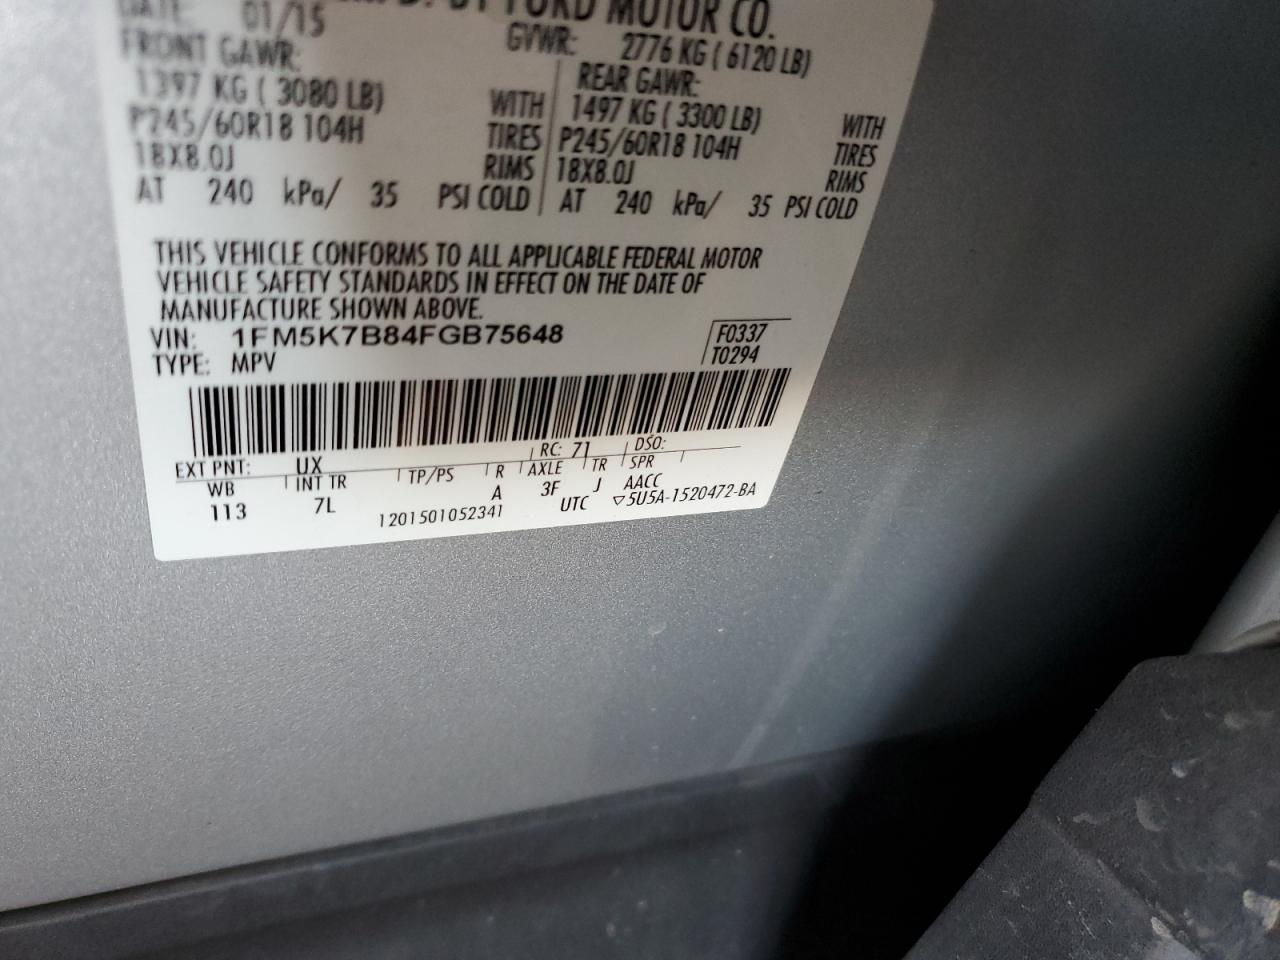 FORD MOTOR CO.
DATE: 01/15 GVWR: 2776 KG ( 6120 LB)
FRONT GAWR: REAR GAWR:
1397 KG ( 3080 LB) WITH 1497 KG ( 3300 LB) WITH
P245/60R18 104H TIRES P245/60R18 104H TIRES
18X8.0J RIMS 18X8.0J RIMS
AT 240 kPa/ 35 PSI COLD AT 240 kPa/ 35 PSI COLD
THIS VEHICLE CONFORMS TO ALL APPLICABLE FEDERAL MOTOR
VEHICLE SAFETY STANDARDS IN EFFECT ON THE DATE OF
MANUFACTURE SHOWN ABOVE.
VIN: 1FM5K7B84FGB75648 F0337
TYPE: MPV T0294
EXT PNT: UX RC: 71 DSO:
WB INT TR TP/PS R AXLE TR SPR
113 7L A 3F J AACC
1201501052341 UTC ▽5U5A-1520472-BA